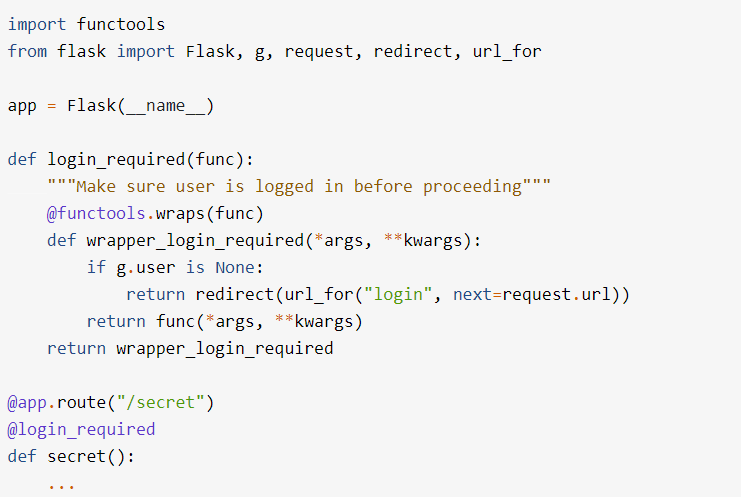 import functools
from flask import Flask, g, request, redirect, url_for

app = Flask(__name__)

def login_required(func):
    """Make sure user is logged in before proceeding"""
    @functools.wraps(func)
    def wrapper_login_required(*args, **kwargs):
        if g.user is None:
            return redirect(url_for("login", next=request.url))
        return func(*args, **kwargs)
    return wrapper_login_required

@app.route("/secret")
@login_required
def secret():
    ...